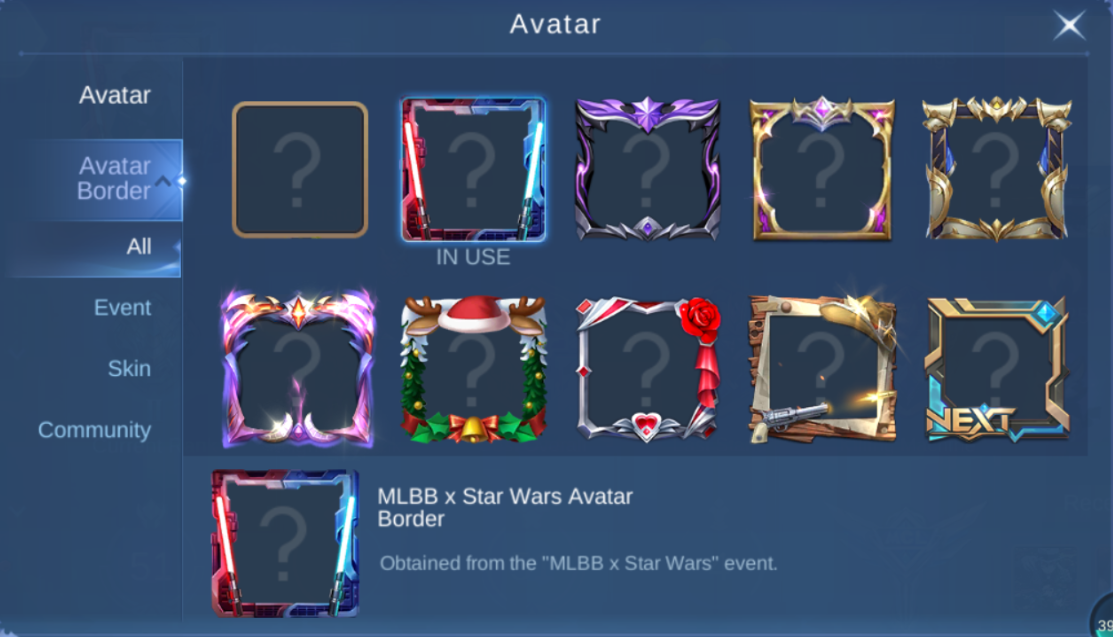 Avatar
Avatar
Avatar
Border
All
Event
Skin
Community
IN USE
NEXT
MLBB x Star Wars Avatar
Border
Obtained from the "MLBB x Star Wars" event.
39